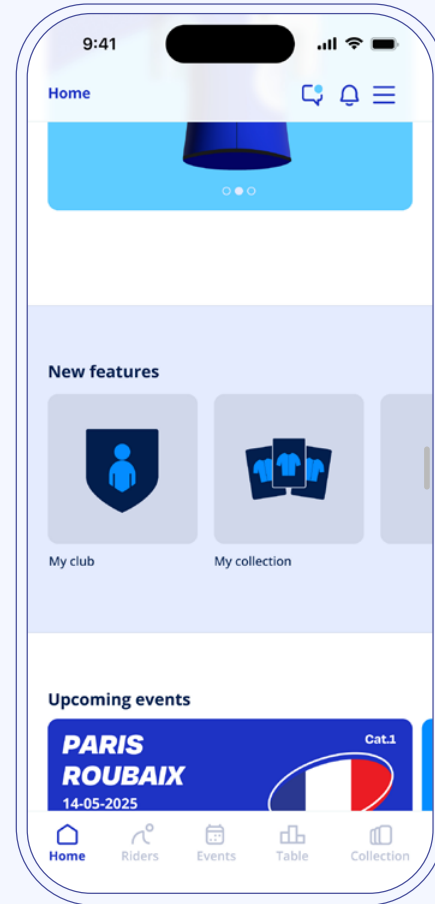 9:41
Home
New features
My club
My collection
Upcoming events
PARIS
ROUBAIX
Cat.1
14-05-2025
Home
Riders
Events
Table
Collection